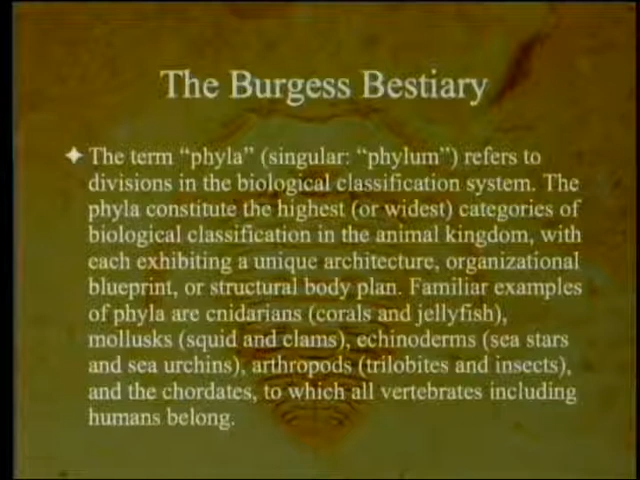 The Burgess Bestiary
The term “phyla” (singular: “phylum”) refers to
divisions in the biological classification system. The
phyla constitute the highest (or widest) categories of
biological classification in the animal kingdom, with
each exhibiting a unique architecture, organizational
blueprint, or structural body plan. Familiar examples
of phyla are cnidarians (corals and jellyfish),
mollusks (squid and clams), echinoderms (sea stars
and sea urchins), arthropods (trilobites and insects),
and the chordates, to which all vertebrates including
humans belong.